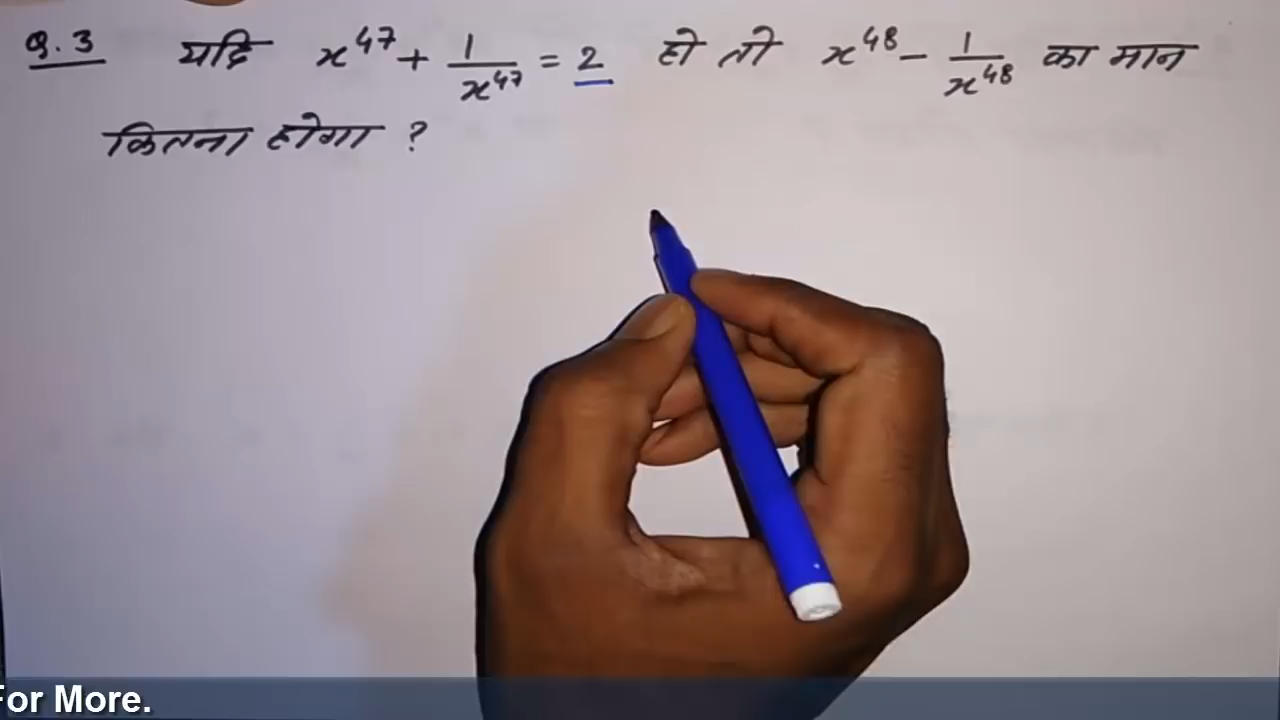 Q.3 यदि x⁴⁷ + 1/x⁴⁷ = 2 हो तो x⁴⁸ - 1/x⁴⁸ का मान
कितना होगा ?
For More.